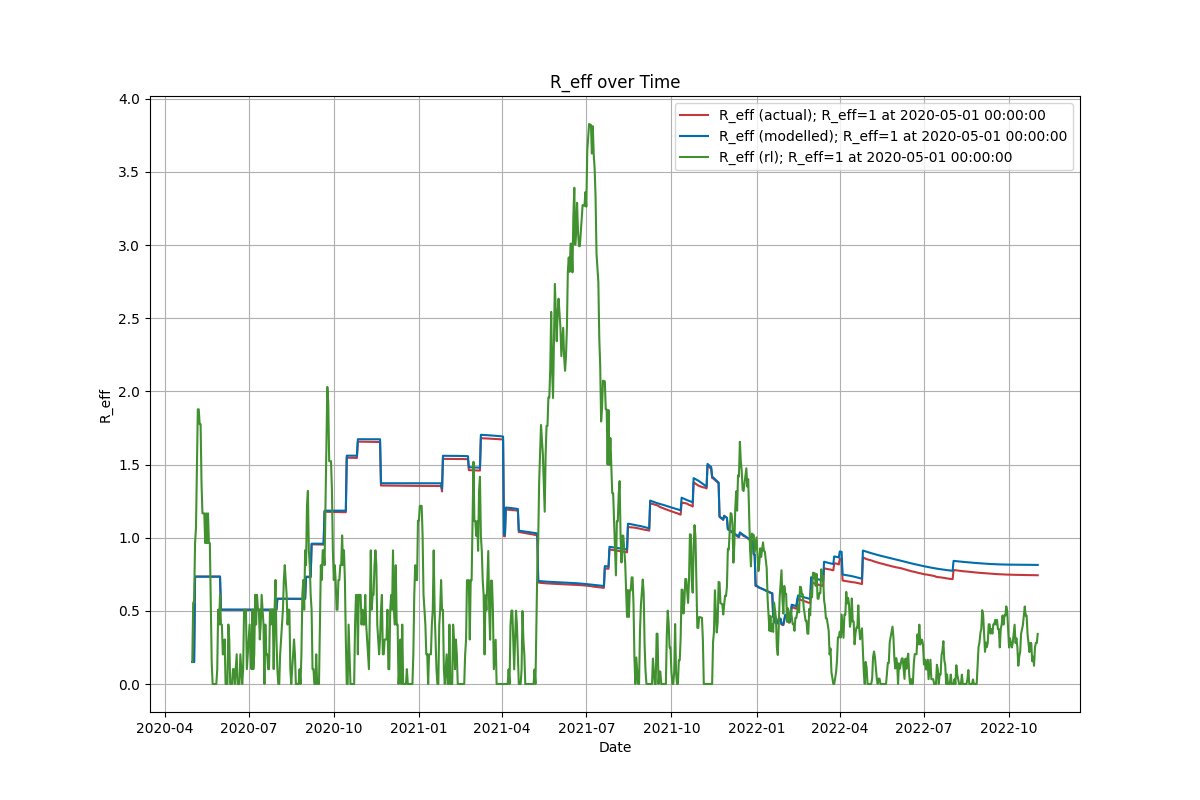 R_eff over Time
R_eff (actual); R_eff=1 at 2020-05-01 00:00:00
R_eff (modelled); R_eff=1 at 2020-05-01 00:00:00
R_eff (rl); R_eff=1 at 2020-05-01 00:00:00
R_eff
4.0
3.5
3.0
2.5
2.0
1.5
1.0
0.5
0.0
2020-04 2020-07 2020-10 2021-01 2021-04 2021-07 2021-10 2022-01 2022-04 2022-07 2022-10
Date